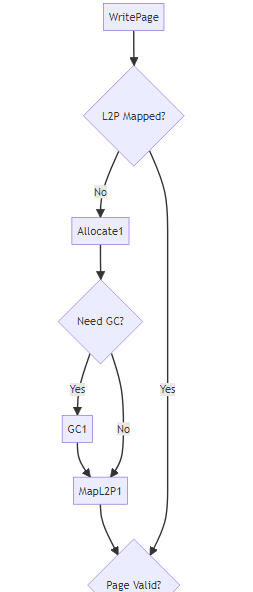 WritePage
L2P Mapped?
No
Allocate1
Need GC?
Yes
Yes
GC1
No
MapL2P1
Page Valid?